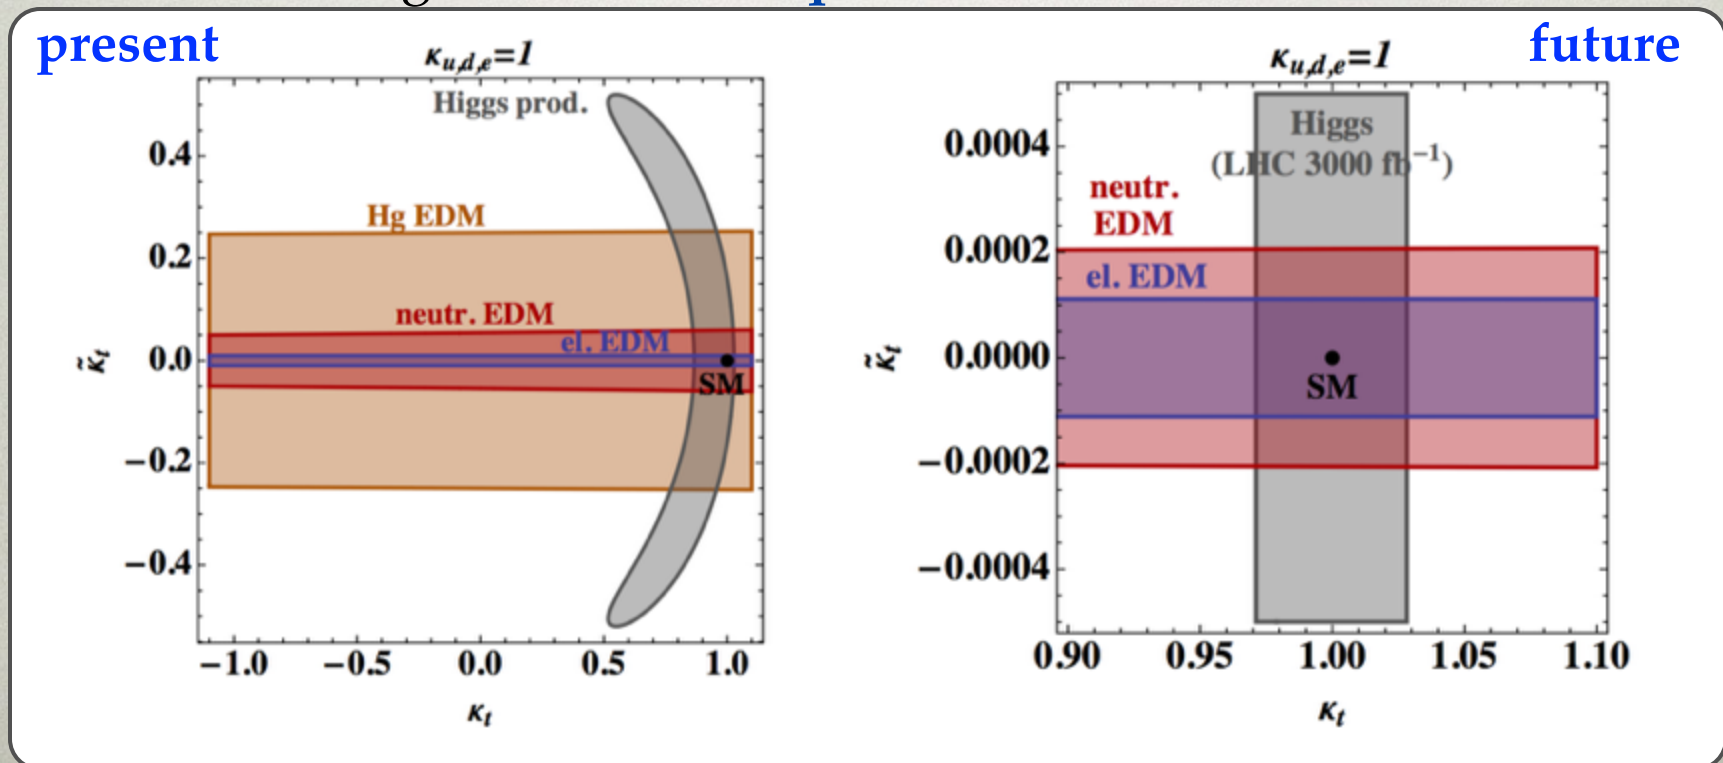 present
κu,d,e=1
Higgs prod.
0.4
Hg EDM
0.2
neutr. EDM
el. EDM
0.0
SM
κ̃t
−0.2
−0.4
−1.0 −0.5 0.0 0.5 1.0
κt
future
κu,d,e=1
Higgs
(LHC 3000 fb⁻¹)
0.0004
neutr.
EDM
0.0002
el. EDM
0.0000
SM
κ̃t
−0.0002
−0.0004
0.90 0.95 1.00 1.05 1.10
κt